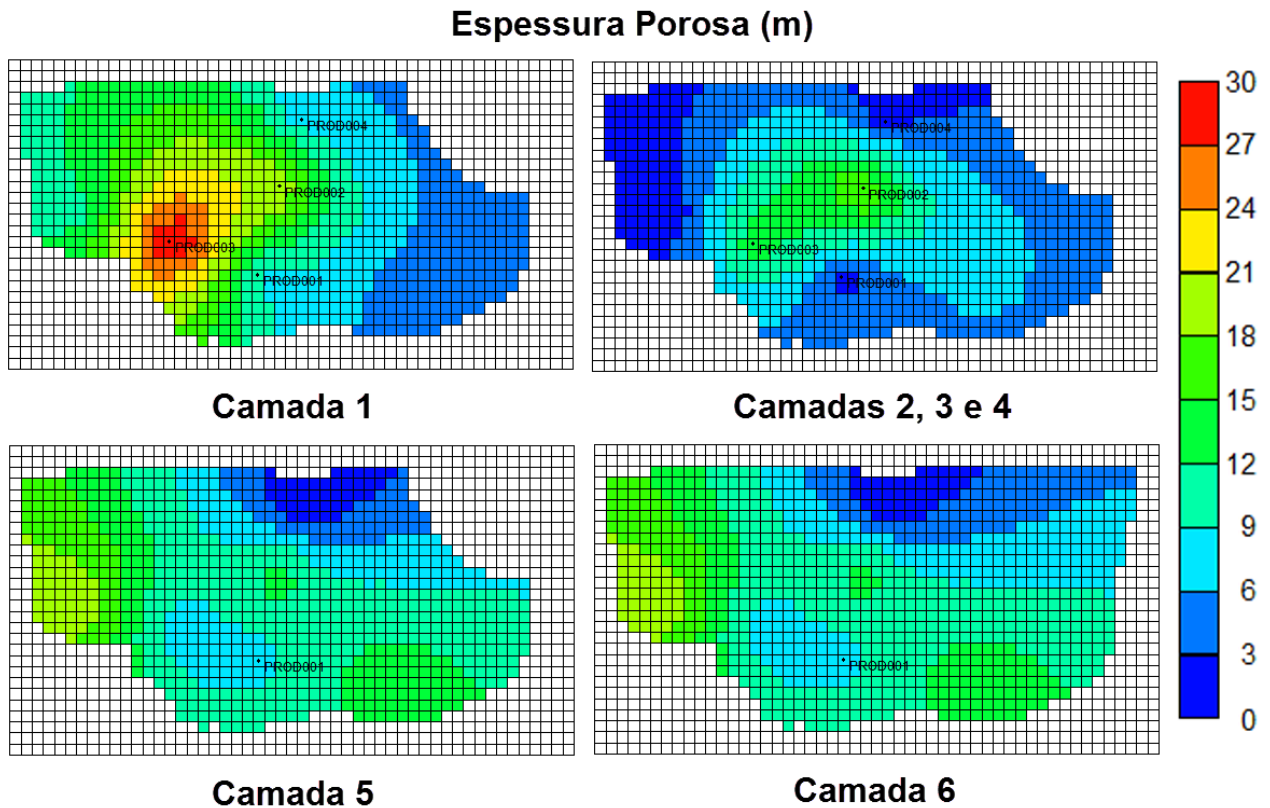 Espessura Porosa (m)
PROD004
PROD002
PROD003
PROD001
Camada 1
PROD004
PROD002
PROD003
PROD001
Camadas 2, 3 e 4
PROD001
Camada 5
PROD001
Camada 6
30
27
24
21
18
15
12
9
6
3
0